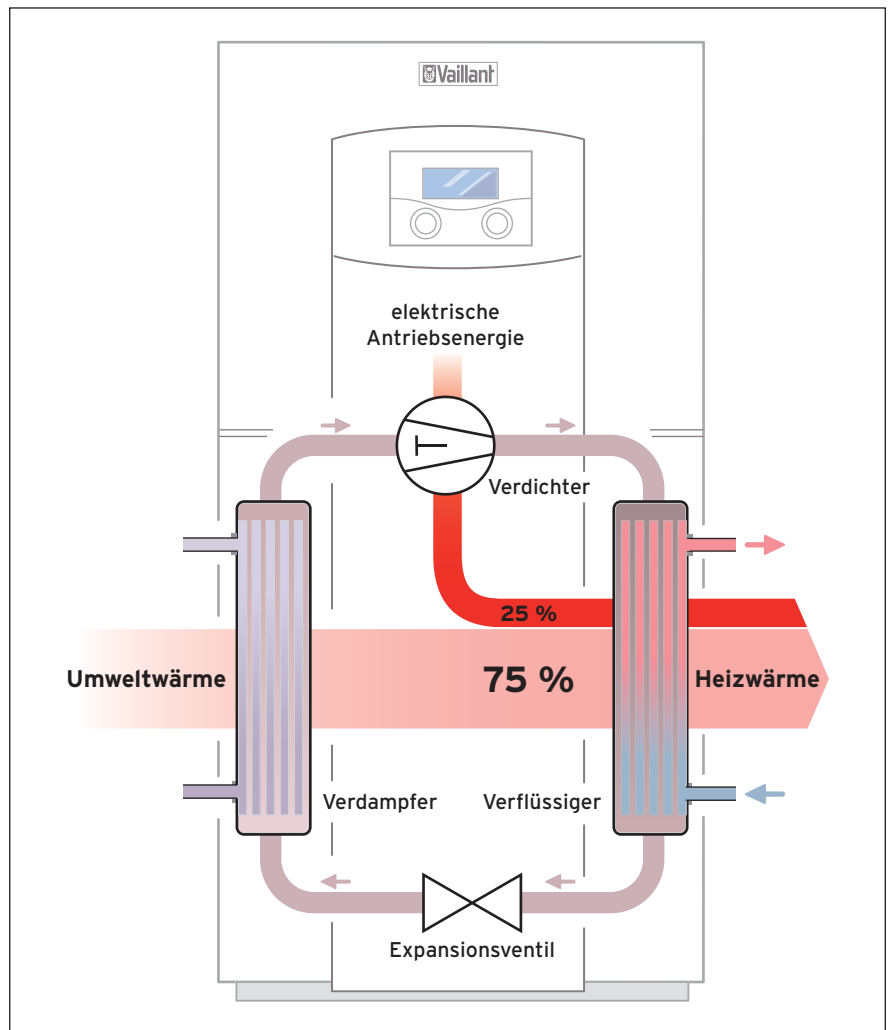 Vaillant
elektrische
Antriebsenergie
Verdichter
25 %
Umweltwärme
75 %
Heizwärme
Verdampfer
Verflüssiger
Expansionsventil